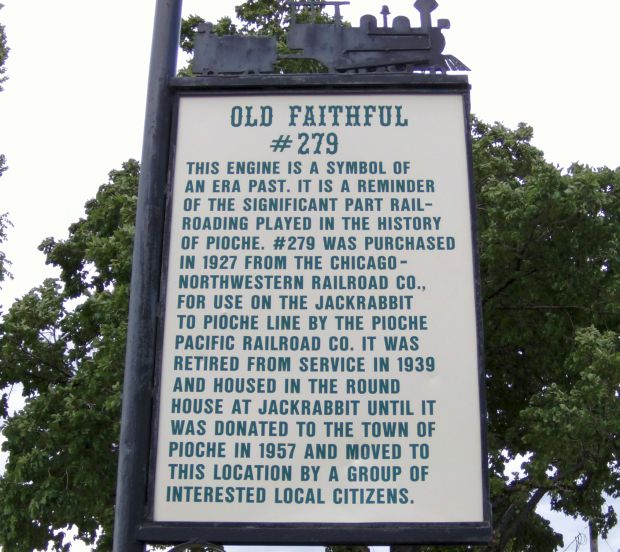 OLD FAITHFUL
#279
THIS ENGINE IS A SYMBOL OF
AN ERA PAST. IT IS A REMINDER
OF THE SIGNIFICANT PART RAIL-
ROADING PLAYED IN THE HISTORY
OF PIOCHE. #279 WAS PURCHASED
IN 1927 FROM THE CHICAGO-
NORTHWESTERN RAILROAD CO.,
FOR USE ON THE JACKRABBIT
TO PIOCHE LINE BY THE PIOCHE
PACIFIC RAILROAD CO. IT WAS
RETIRED FROM SERVICE IN 1939
AND HOUSED IN THE ROUND
HOUSE AT JACKRABBIT UNTIL IT
WAS DONATED TO THE TOWN OF
PIOCHE IN 1957 AND MOVED TO
THIS LOCATION BY A GROUP OF
INTERESTED LOCAL CITIZENS.